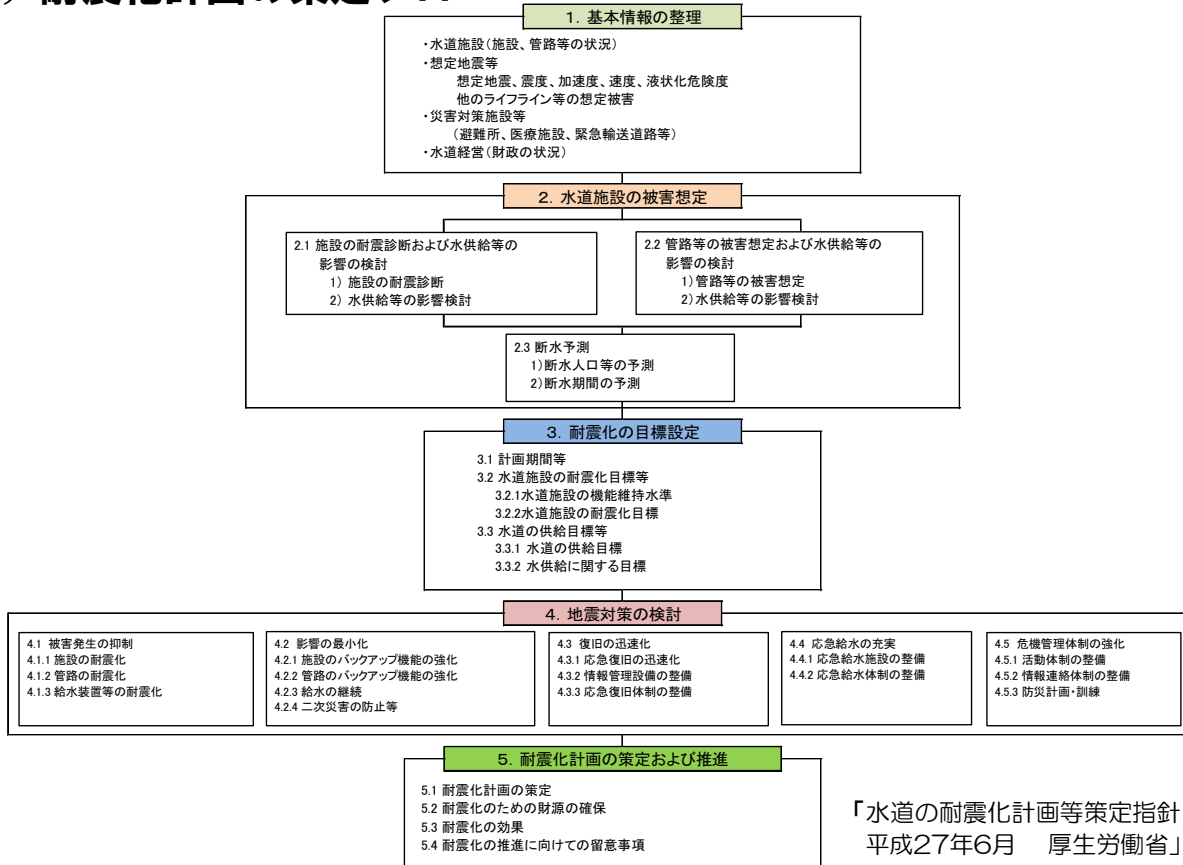 耐震化計画の策定
1. 基本情報の整理
・水道施設(施設、管路等の状況)
・想定地震等
想定地震、震度、加速度、速度、液状化危険度
他のライフライン等の想定被害
・災害対策施設等
(避難所、医療施設、緊急輸送道路等)
・水道経営(財政の状況)
2. 水道施設の被害想定
2.1 施設の耐震診断および水供給等の
影響の検討
1) 施設の耐震診断
2) 水供給等の影響検討
2.2 管路等の被害想定および水供給等の
影響の検討
1)管路等の被害想定
2)水供給等の影響検討
2.3 断水予測
1)断水人口等の予測
2)断水期間の予測
3. 耐震化の目標設定
3.1 計画期間等
3.2 水道施設の耐震化目標等
3.2.1水道施設の機能維持水準
3.2.2水道施設の耐震化目標
3.3 水道の供給目標等
3.3.1 水道の供給目標
3.3.2 水供給に関する目標
4. 地震対策の検討
4.1 被害発生の抑制
4.1.1 施設の耐震化
4.1.2 管路の耐震化
4.1.3 給水装置等の耐震化
4.2 影響の最小化
4.2.1 施設のバックアップ機能の強化
4.2.2 管路のバックアップ機能の強化
4.2.3 給水の継続
4.2.4 二次災害の防止等
4.3 復旧の迅速化
4.3.1 応急復旧の迅速化
4.3.2 情報管理設備の整備
4.3.3 応急復旧体制の整備
4.4 応急給水の充実
4.4.1 応急給水施設の整備
4.4.2 応急給水体制の整備
4.5 危機管理体制の強化
4.5.1 活動体制の整備
4.5.2 情報連絡体制の整備
4.5.3 防災計画・訓練
5. 耐震化計画の策定および推進
5.1 耐震化計画の策定
5.2 耐震化のための財源の確保
5.3 耐震化の効果
5.4 耐震化の推進に向けての留意事項
「水道の耐震化計画等策定指針
平成27年6月 厚生労働省」